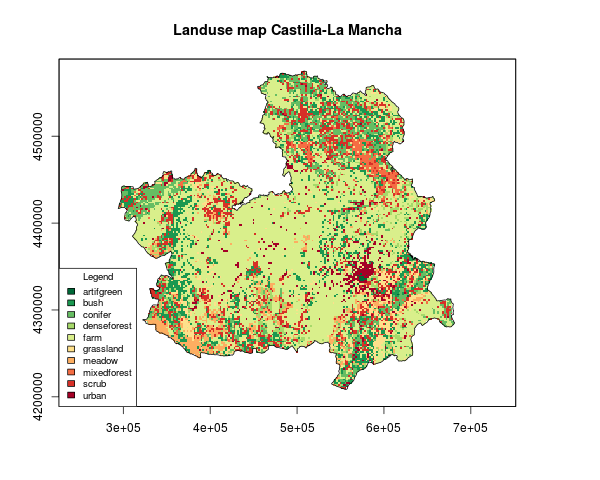 Landuse map Castilla-La Mancha
4500000
4400000
4300000
4200000
Legend
artifgreen
bush
conifer
denseforest
farm
grassland
meadow
mixedforest
scrub
urban
3e+05 4e+05 5e+05 6e+05 7e+05